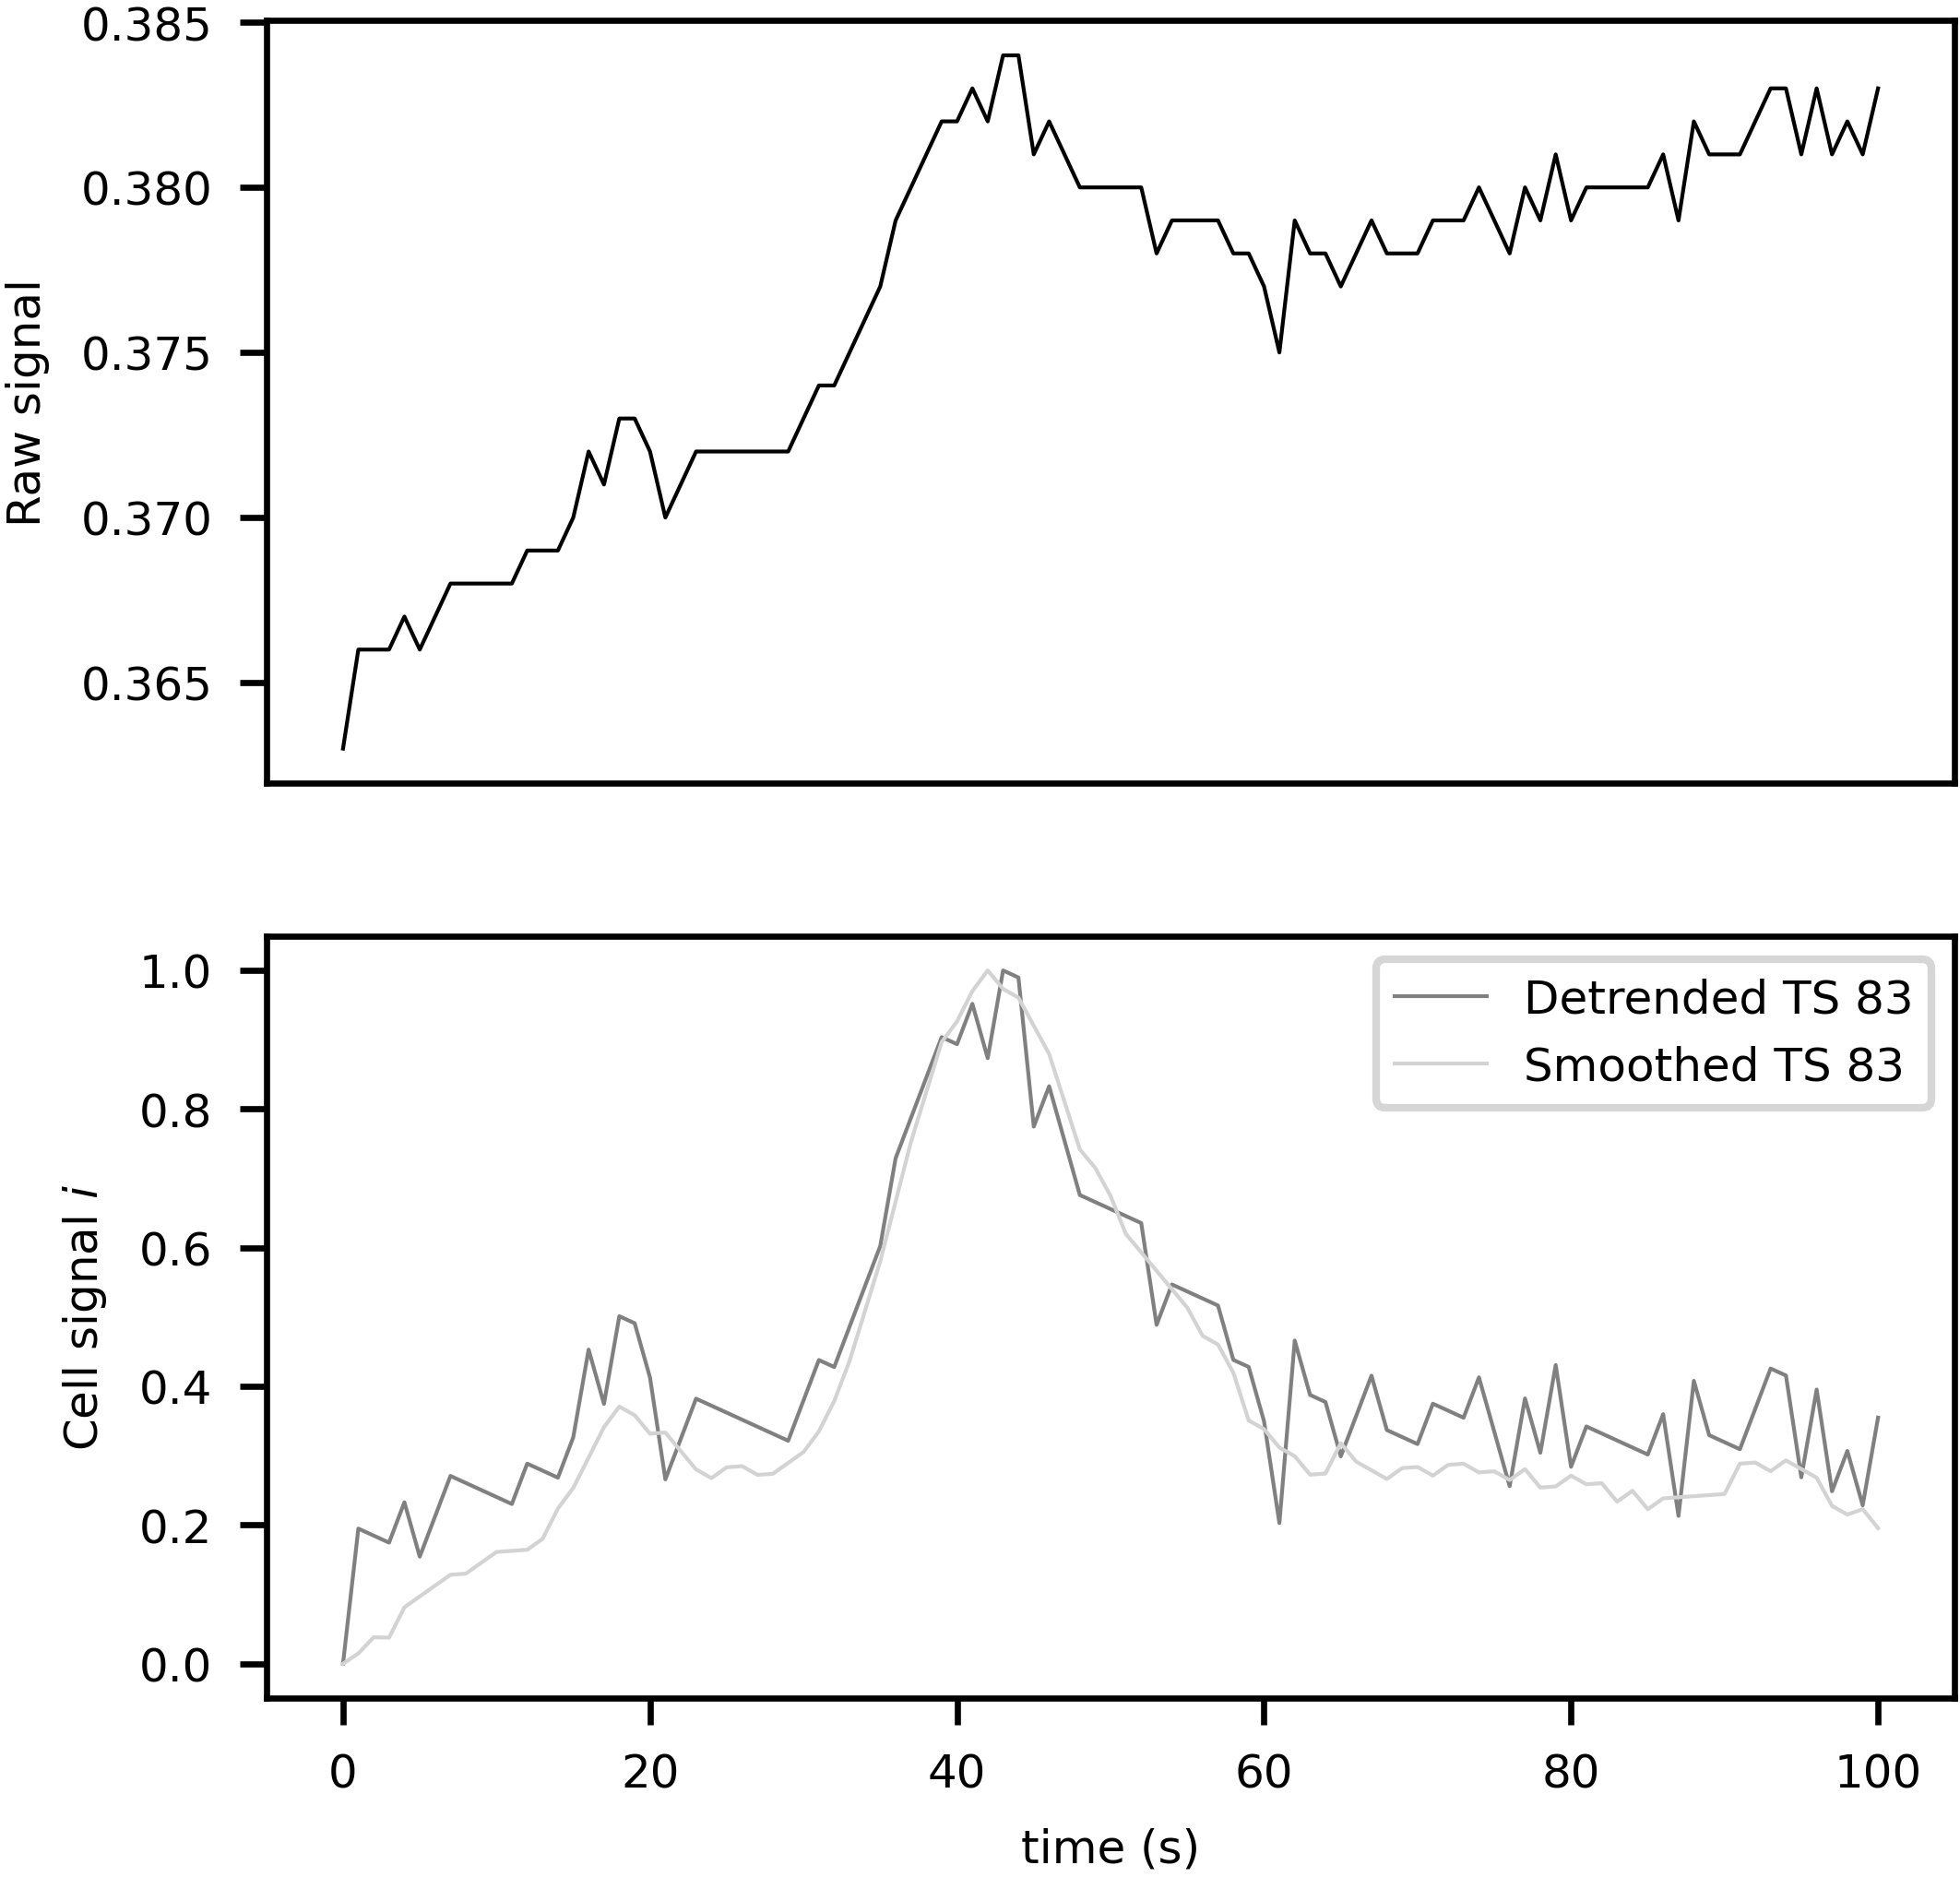 0.385
0.380
0.375
0.370
0.365
Raw signal
1.0
0.8
0.6
0.4
0.2
0.0
Cell signal i
Detrended TS 83
Smoothed TS 83
0 20 40 60 80 100
time (s)